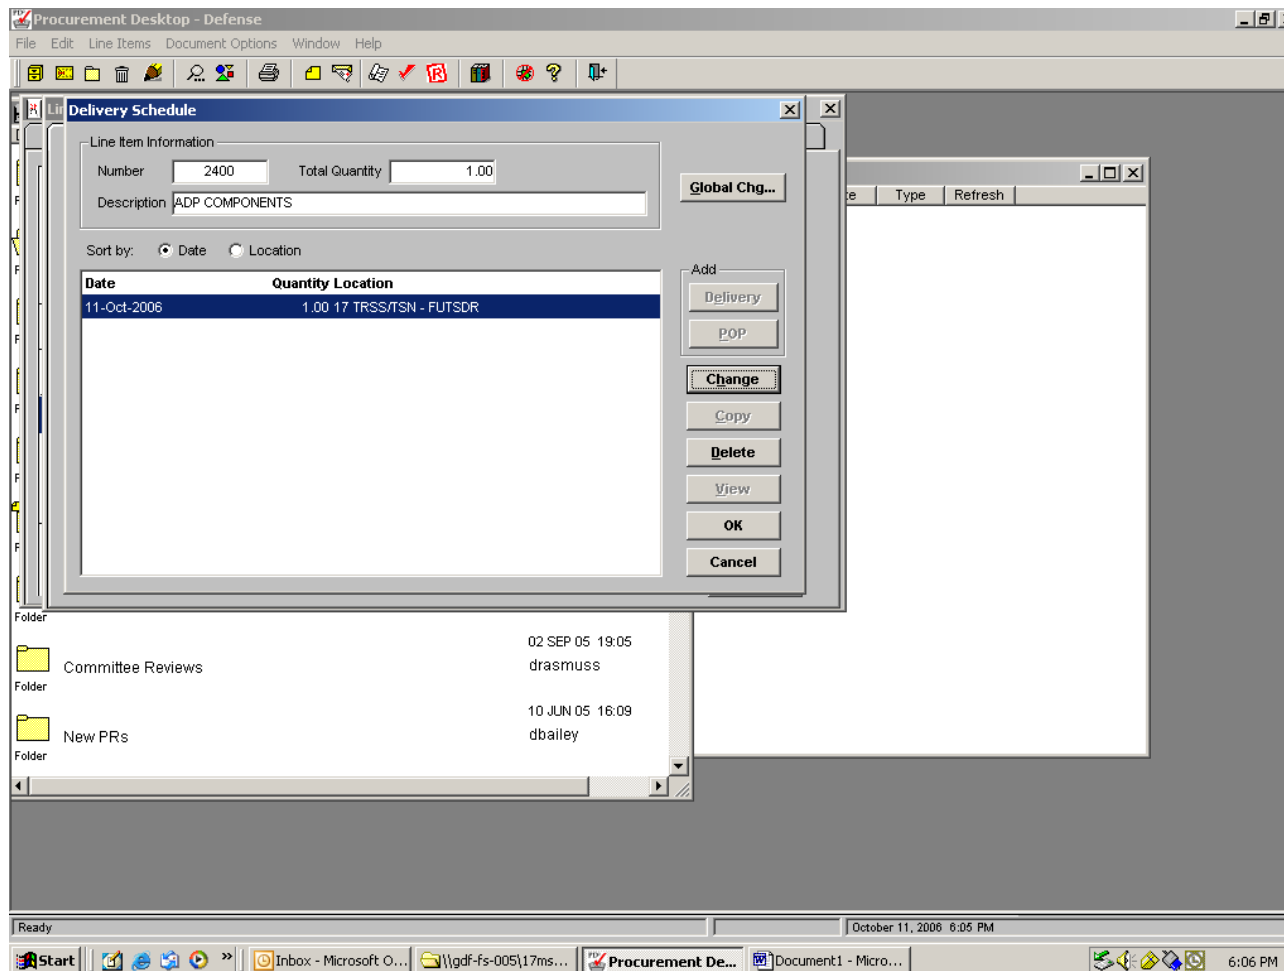 Procurement Desktop - Defense
File Edit Line Items Document Options Window Help
Lin
Delivery Schedule
Line Item Information
Number 2400 Total Quantity 1.00
Description ADP COMPONENTS
Global Chg...
Type Refresh
Sort by: Date Location
Date Quantity Location
11-Oct-2006 1.00 17 TRSS/TSN - FUTSDR
Add
Delivery
POP
Change
Copy
Delete
View
OK
Cancel
Folder
02 SEP 05 19:05
Committee Reviews drasmuss
Folder
10 JUN 05 16:09
New PRs dbailey
Folder
Ready October 11, 2006 6:05 PM
Start » Inbox - Microsoft O... \\gdf-fs-005\17ms... Procurement De... Document1 - Micro... 6:06 PM